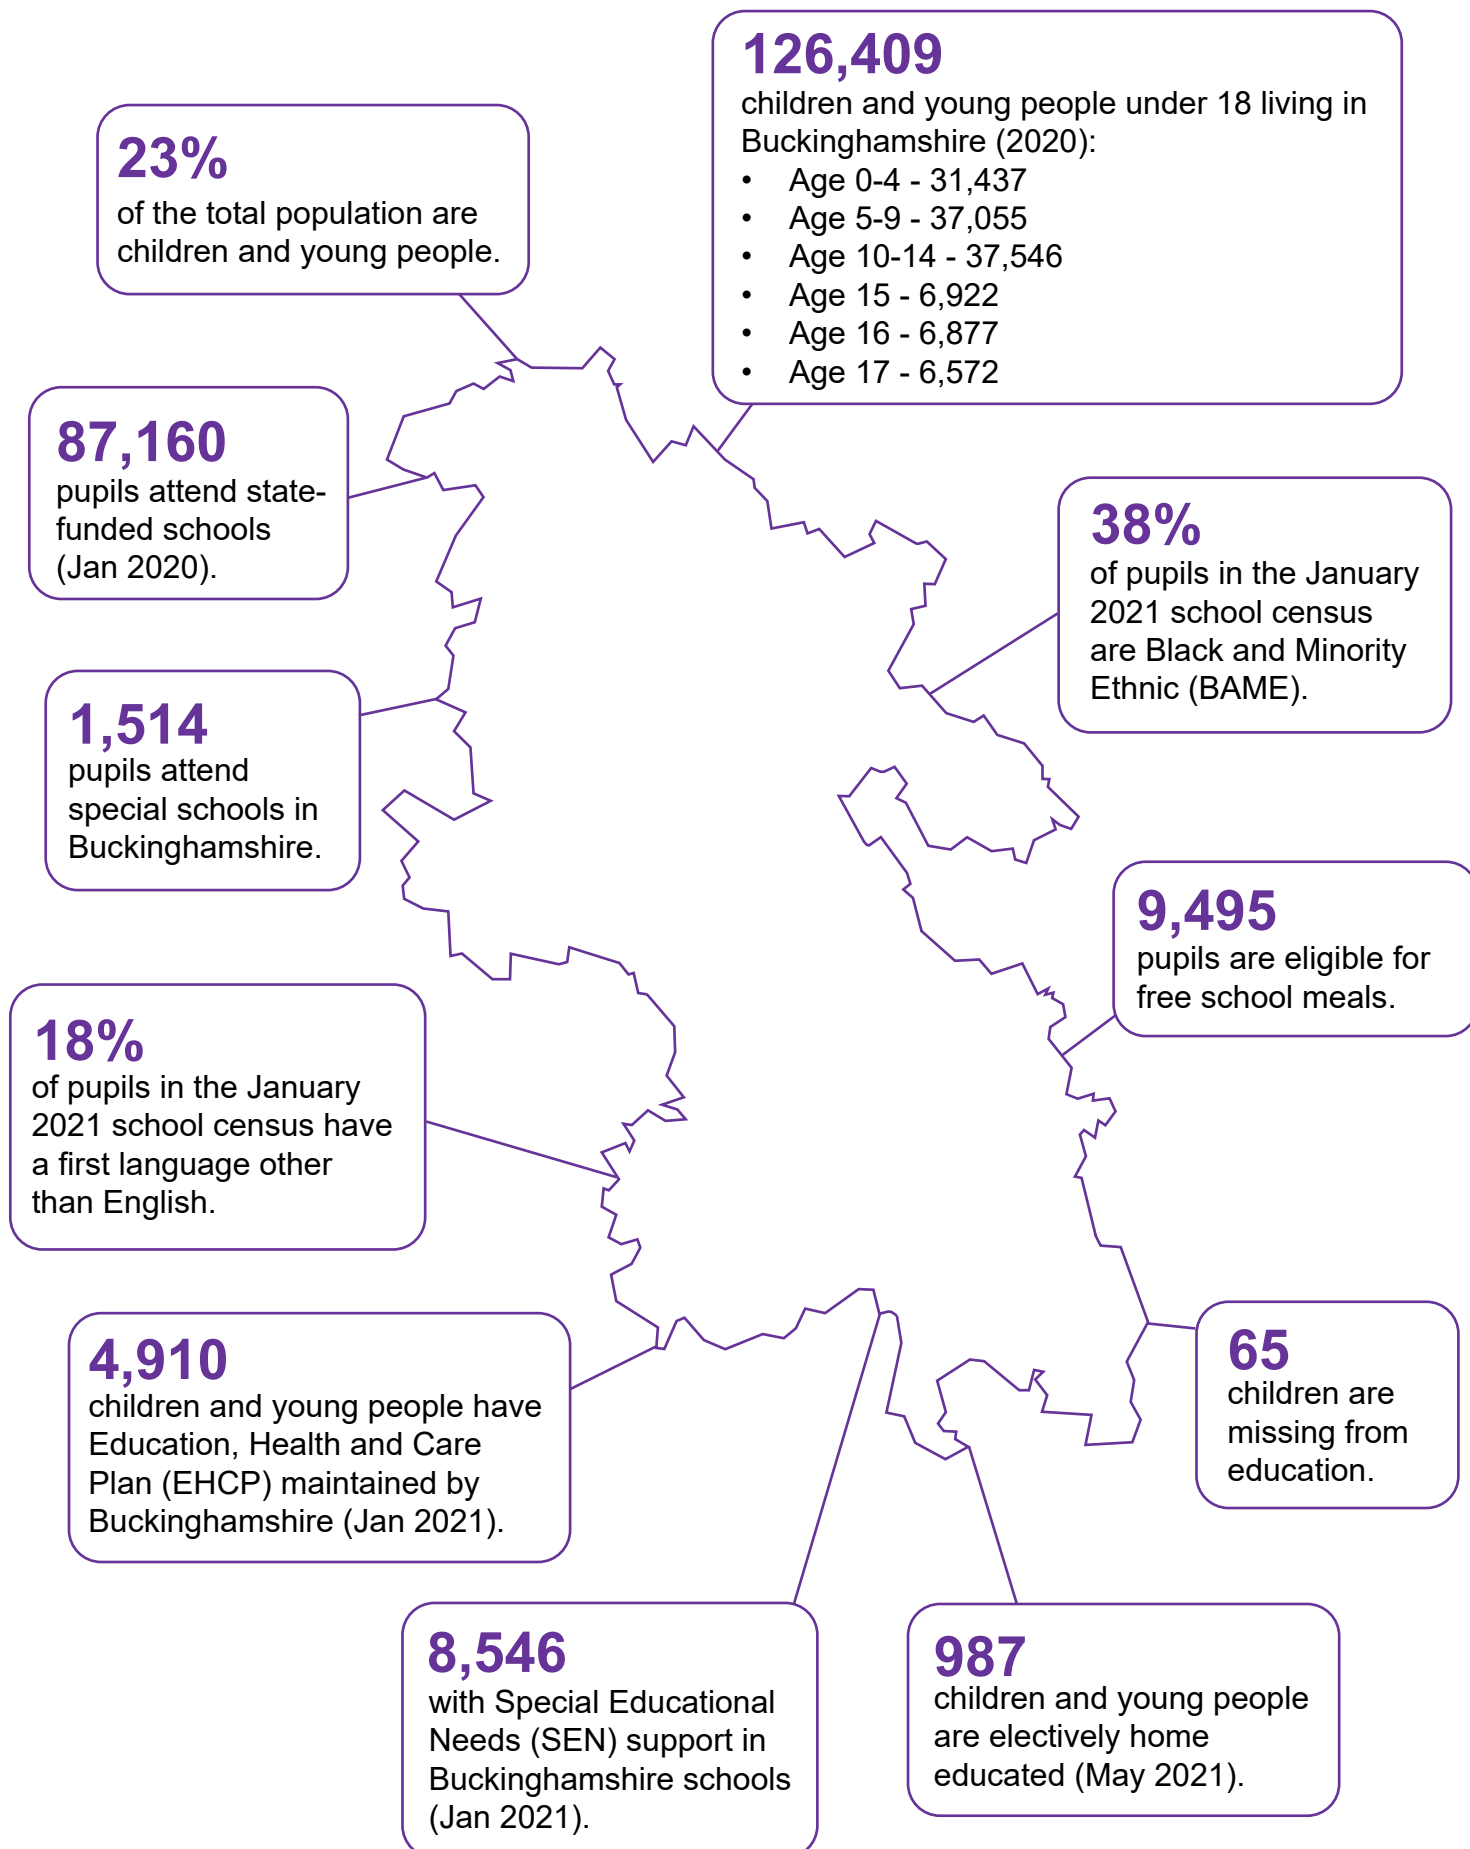 126,409
children and young people under 18 living in
Buckinghamshire (2020):
• Age 0-4 - 31,437
• Age 5-9 - 37,055
• Age 10-14 - 37,546
• Age 15 - 6,922
• Age 16 - 6,877
• Age 17 - 6,572
23%
of the total population are
children and young people.
87,160
pupils attend state-
funded schools
(Jan 2020).
38%
of pupils in the January
2021 school census
are Black and Minority
Ethnic (BAME).
1,514
pupils attend
special schools in
Buckinghamshire.
9,495
pupils are eligible for
free school meals.
18%
of pupils in the January
2021 school census have
a first language other
than English.
65
children are
missing from
education.
4,910
children and young people have
Education, Health and Care
Plan (EHCP) maintained by
Buckinghamshire (Jan 2021).
8,546
with Special Educational
Needs (SEN) support in
Buckinghamshire schools
(Jan 2021).
987
children and young people
are electively home
educated (May 2021).